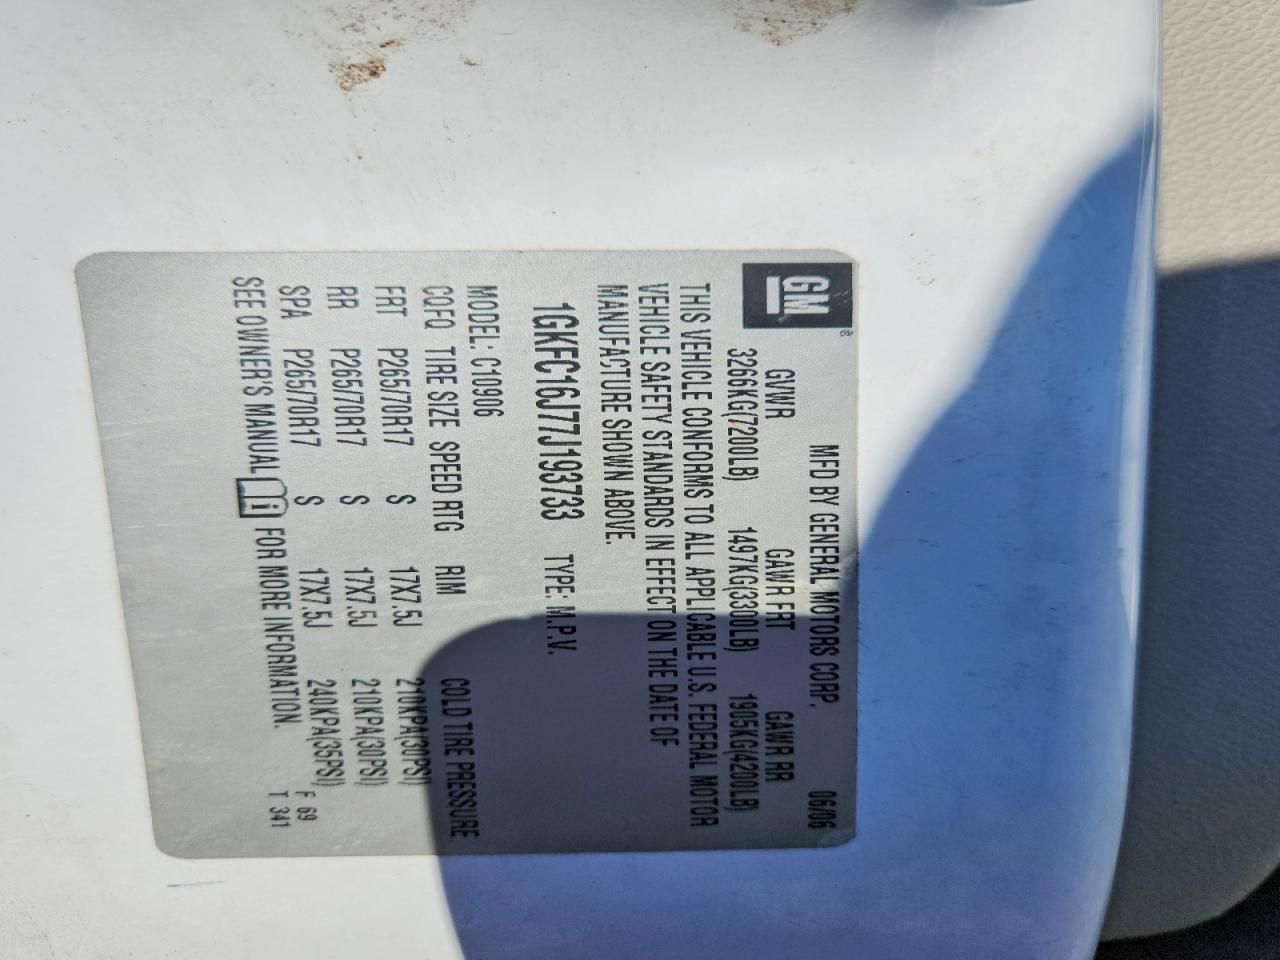 GM®
MFD BY GENERAL MOTORS CORP. 06/06
GVWR GAWR FRT GAWR RR
3266KG(7200LB) 1497KG(3300LB) 1905KG(4200LB)
THIS VEHICLE CONFORMS TO ALL APPLICABLE U.S. FEDERAL MOTOR
VEHICLE SAFETY STANDARDS IN EFFECT ON THE DATE OF
MANUFACTURE SHOWN ABOVE.
1GKFC16J77J193733 TYPE: M.P.V.
MODEL: C10906
CQFQ TIRE SIZE SPEED RTG RIM COLD TIRE PRESSURE
FRT P265/70R17 S 17X7.5J 210KPA(30PSI)
RR P265/70R17 S 17X7.5J 210KPA(30PSI)
SPA P265/70R17 S 17X7.5J 240KPA(35PSI)
SEE OWNER'S MANUAL i FOR MORE INFORMATION.
F 69
T 341